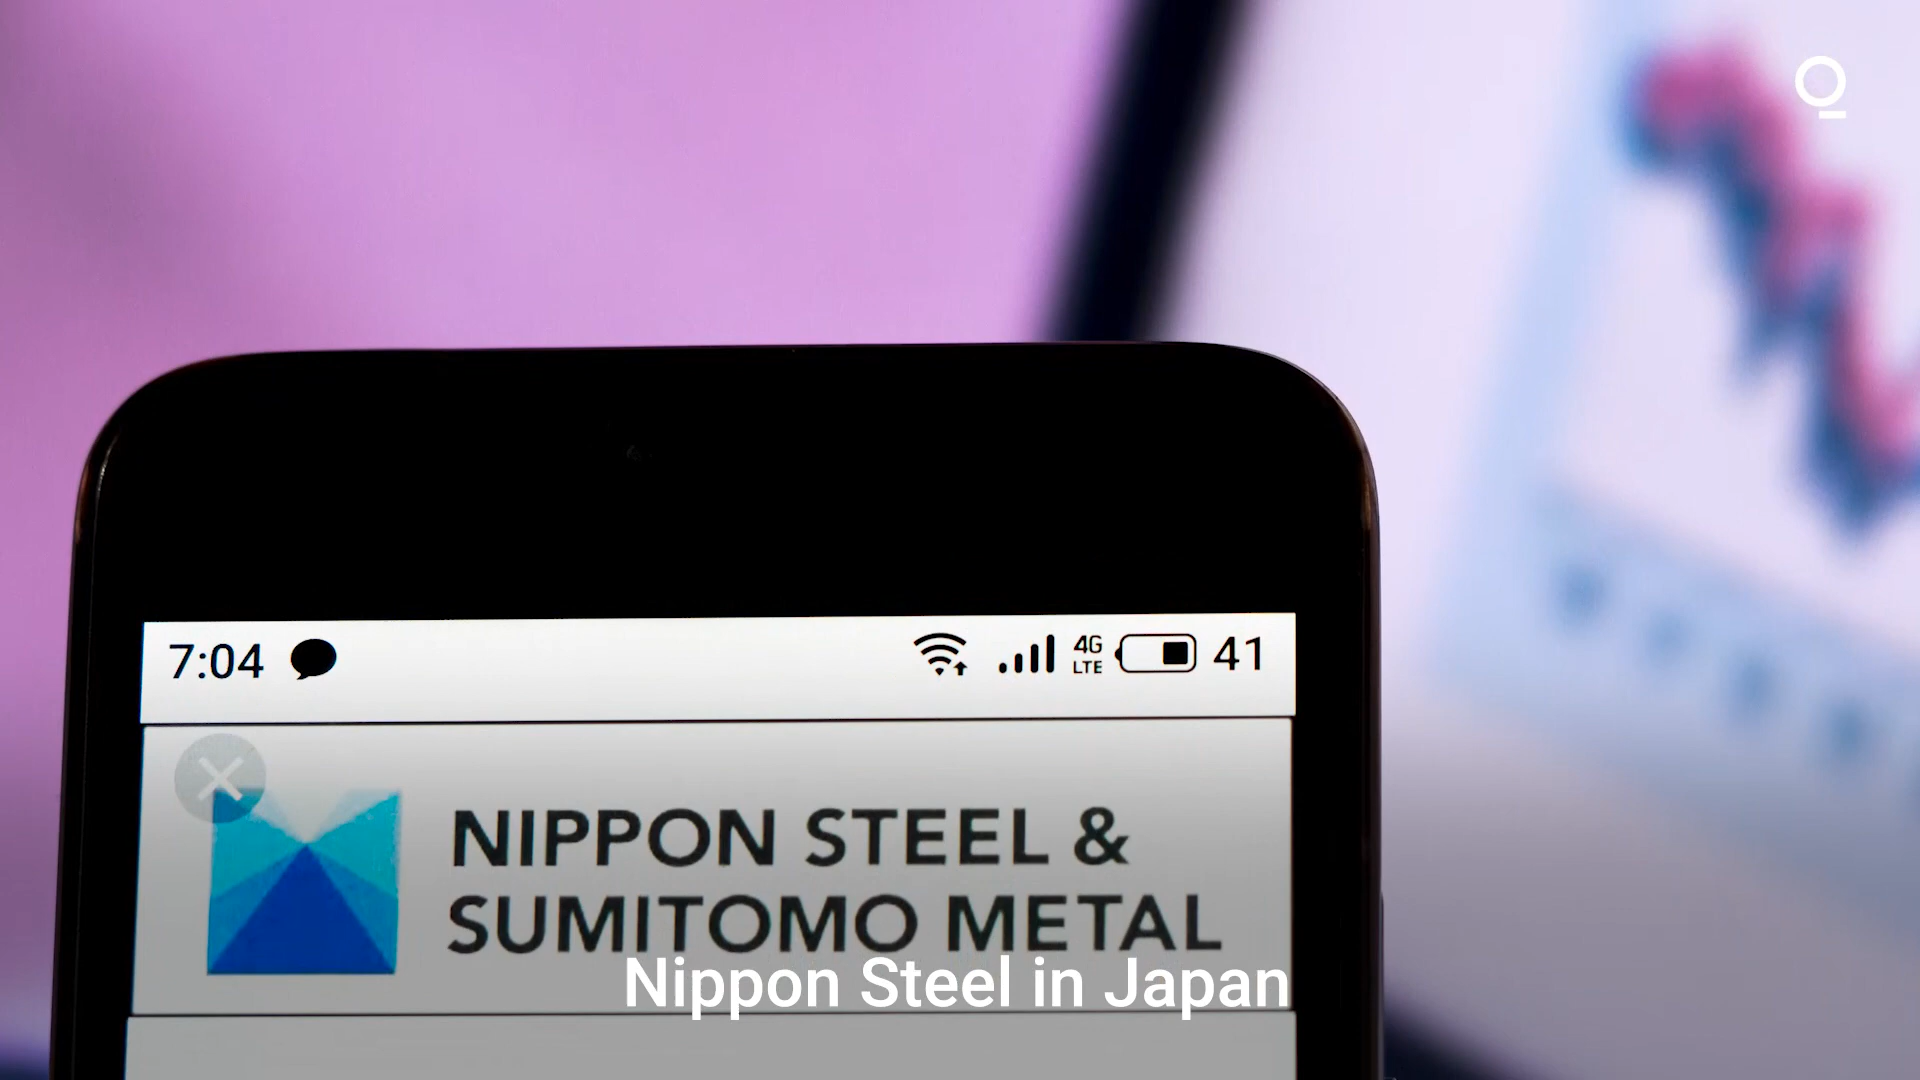 7:04
4G
LTE
41
NIPPON STEEL &
SUMITOMO METAL
Nippon Steel in Japan